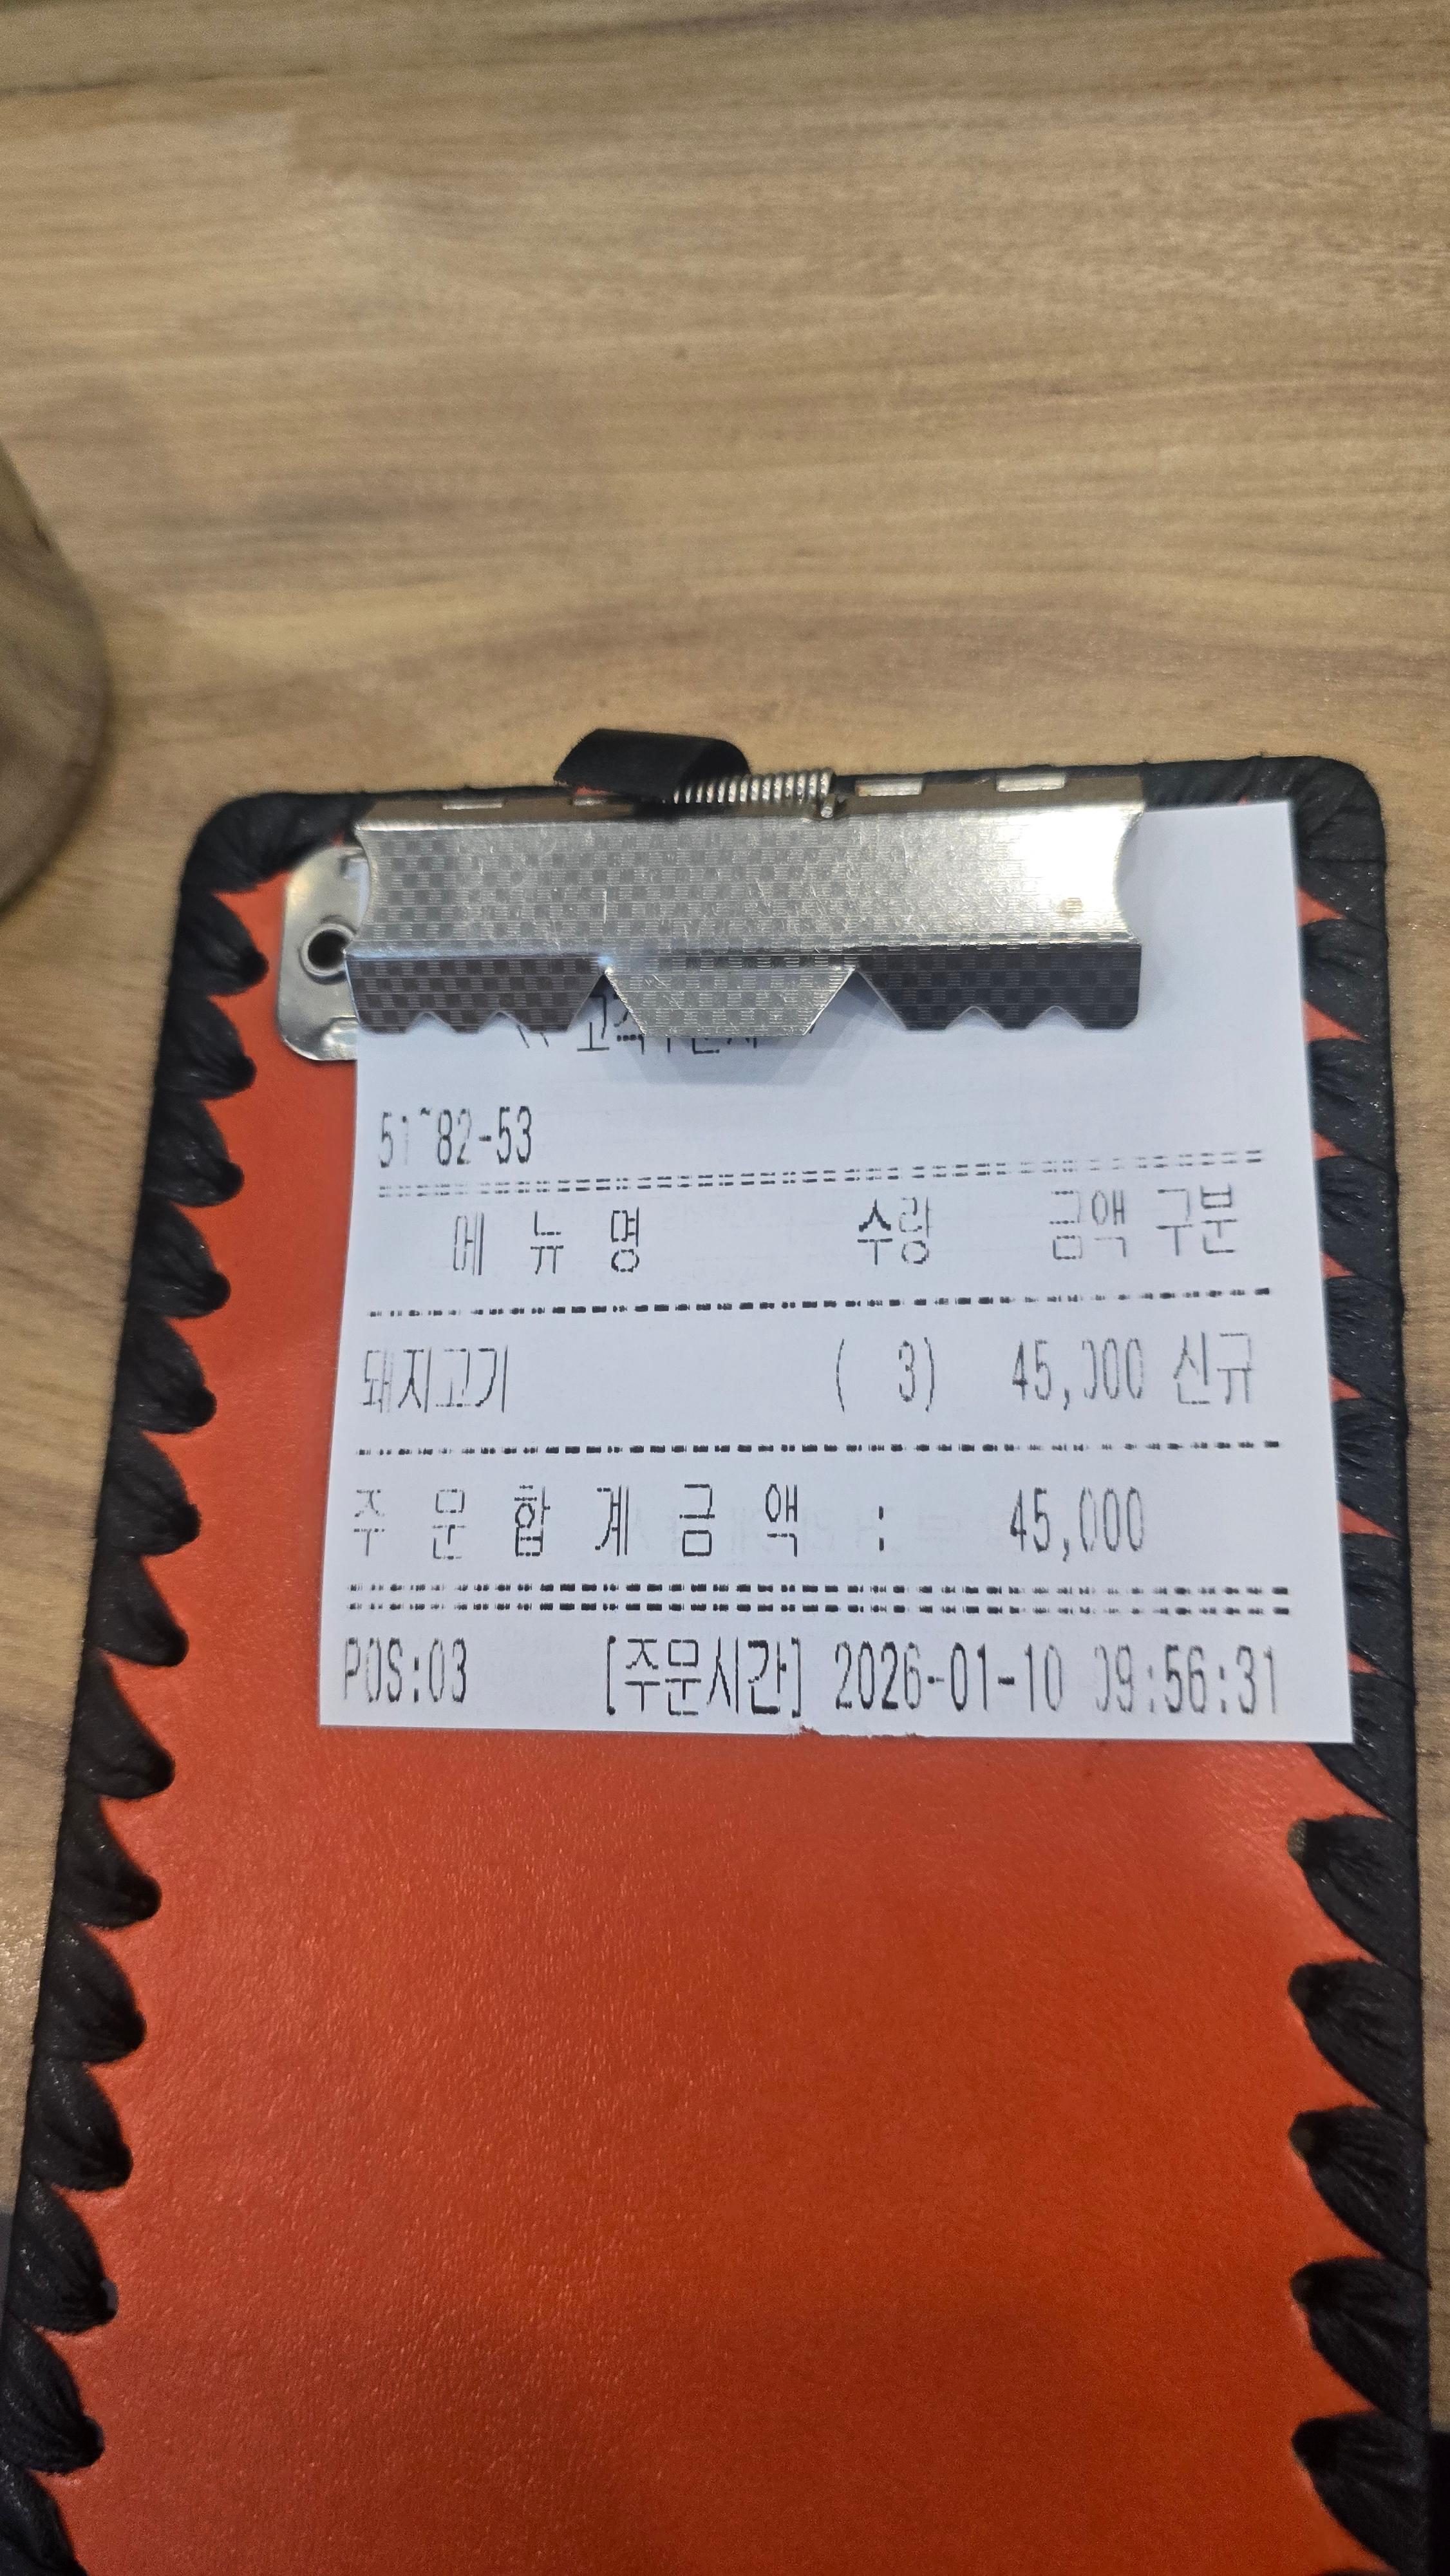 51~82-53
메 뉴 명 수량 금액 구분
돼지고기 ( 3) 45,000 신규
주 문 합 계 금 액 : 45,000
POS:03 [주문시간] 2026-01-10 09:56:31